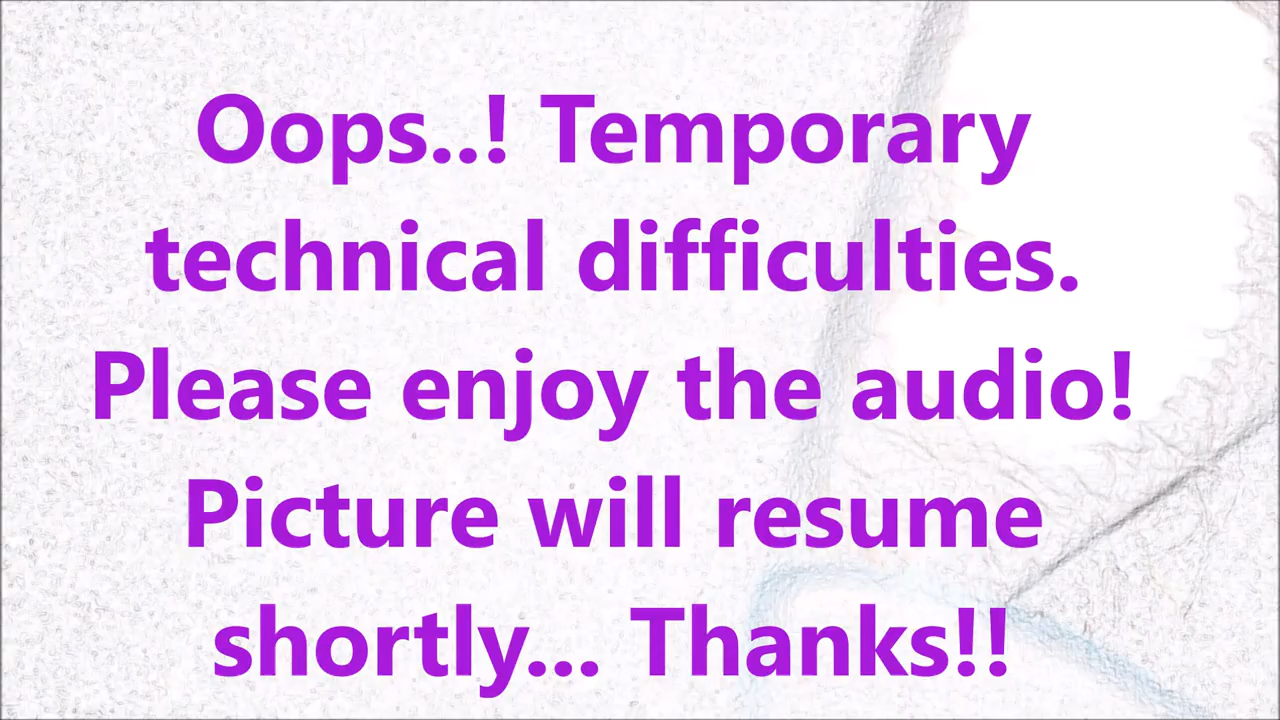 Oops..! Temporary
technical difficulties.
Please enjoy the audio!
Picture will resume
shortly... Thanks!!